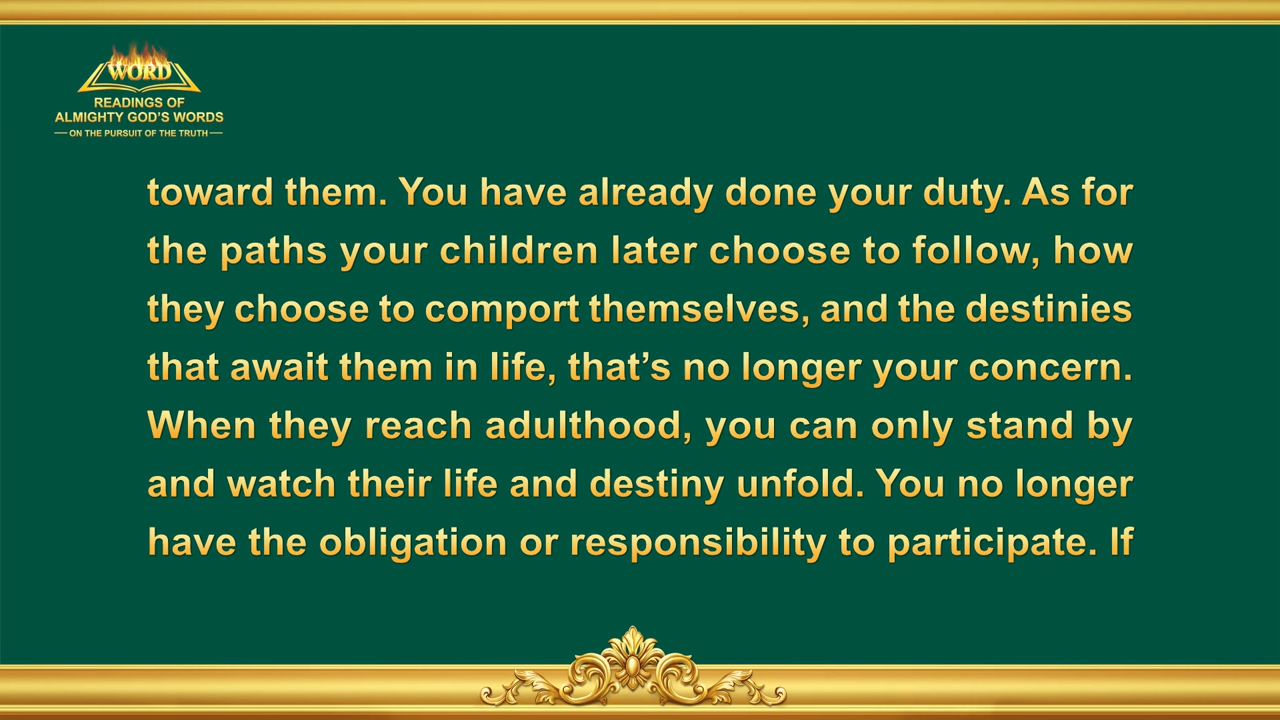 WORD
READINGS OF
ALMIGHTY GOD'S WORDS
— ON THE PURSUIT OF THE TRUTH —
toward them. You have already done your duty. As for
the paths your children later choose to follow, how
they choose to comport themselves, and the destinies
that await them in life, that’s no longer your concern.
When they reach adulthood, you can only stand by
and watch their life and destiny unfold. You no longer
have the obligation or responsibility to participate. If